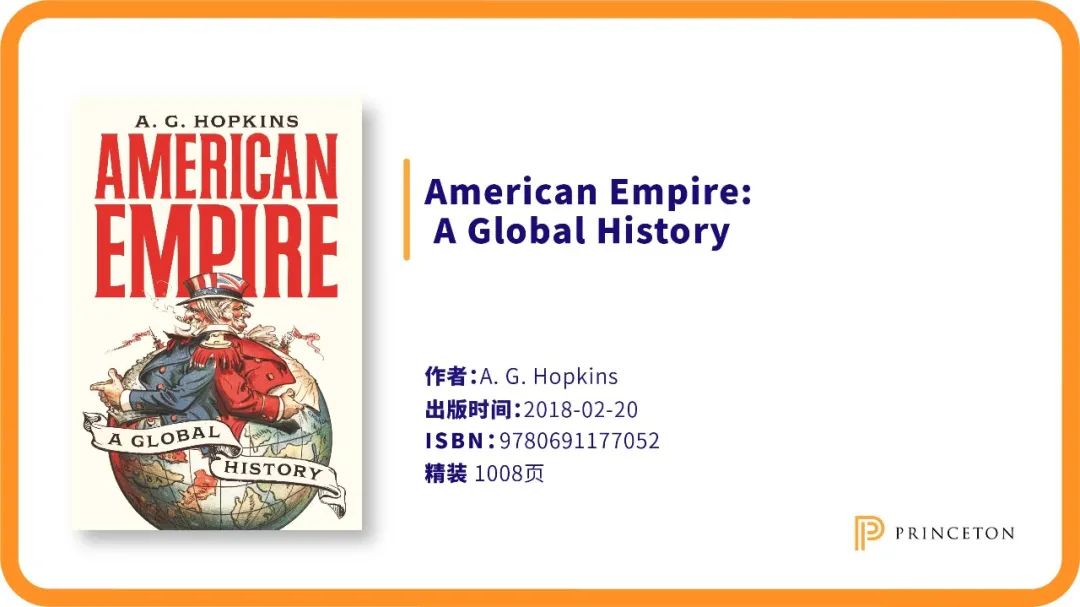 A. G. HOPKINS
AMERICAN
EMPIRE
A GLOBAL
HISTORY
American Empire:
A Global History
作者：A. G. Hopkins
出版时间：2018-02-20
ISBN：9780691177052
精装 1008页
PRINCETON